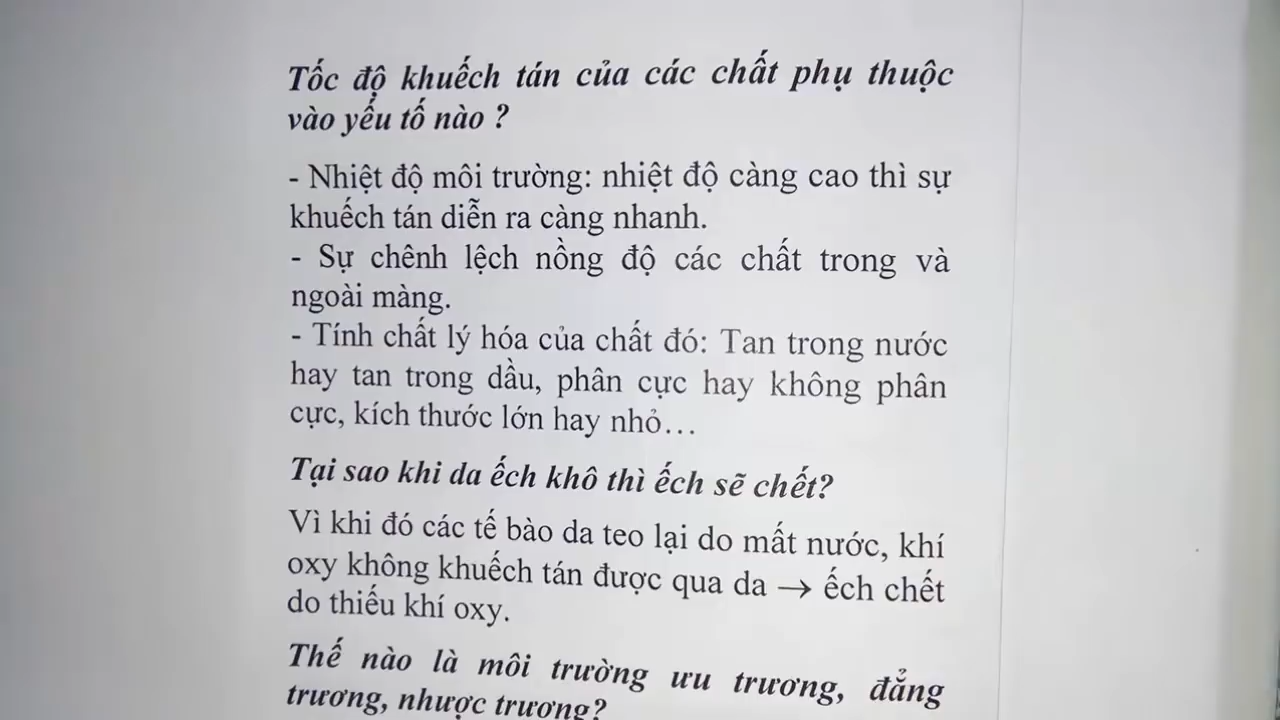 Tốc độ khuếch tán của các chất phụ thuộc
vào yếu tố nào ?
- Nhiệt độ môi trường: nhiệt độ càng cao thì sự
khuếch tán diễn ra càng nhanh.
- Sự chênh lệch nồng độ các chất trong và
ngoài màng.
- Tính chất lý hóa của chất đó: Tan trong nước
hay tan trong dầu, phân cực hay không phân
cực, kích thước lớn hay nhỏ…
Tại sao khi da ếch khô thì ếch sẽ chết?
Vì khi đó các tế bào da teo lại do mất nước, khí
oxy không khuếch tán được qua da → ếch chết
do thiếu khí oxy.
Thế nào là môi trường ưu trương, đẳng
trương, nhược trương?